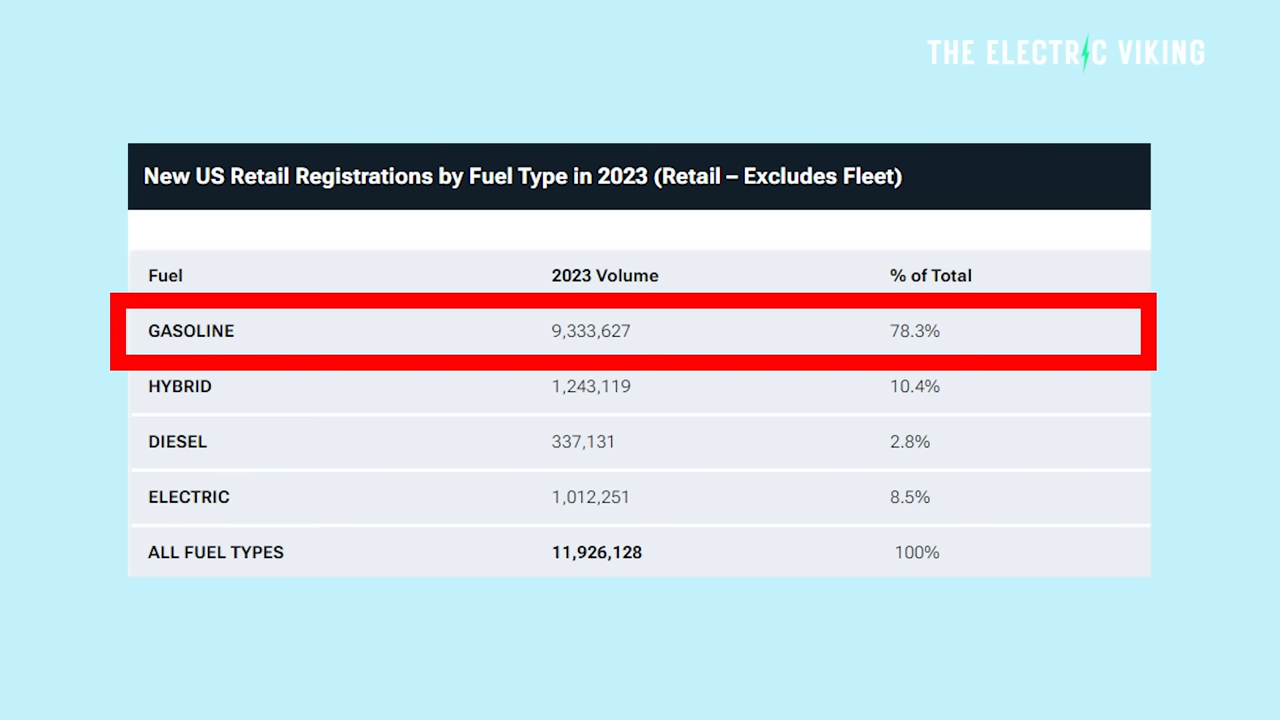 THE ELECTRIC VIKING
New US Retail Registrations by Fuel Type in 2023 (Retail – Excludes Fleet)
Fuel 2023 Volume % of Total
GASOLINE 9,333,627 78.3%
HYBRID 1,243,119 10.4%
DIESEL 337,131 2.8%
ELECTRIC 1,012,251 8.5%
ALL FUEL TYPES 11,926,128 100%